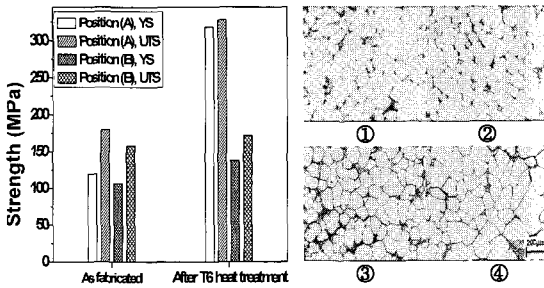 Position (A), YS
Position (A), UTS
Position (B), YS
Position (B), UTS
300
250
200
150
100
50
0
Strength (MPa)
As fabricated
After T6 heat treatment
① ②
③ ④